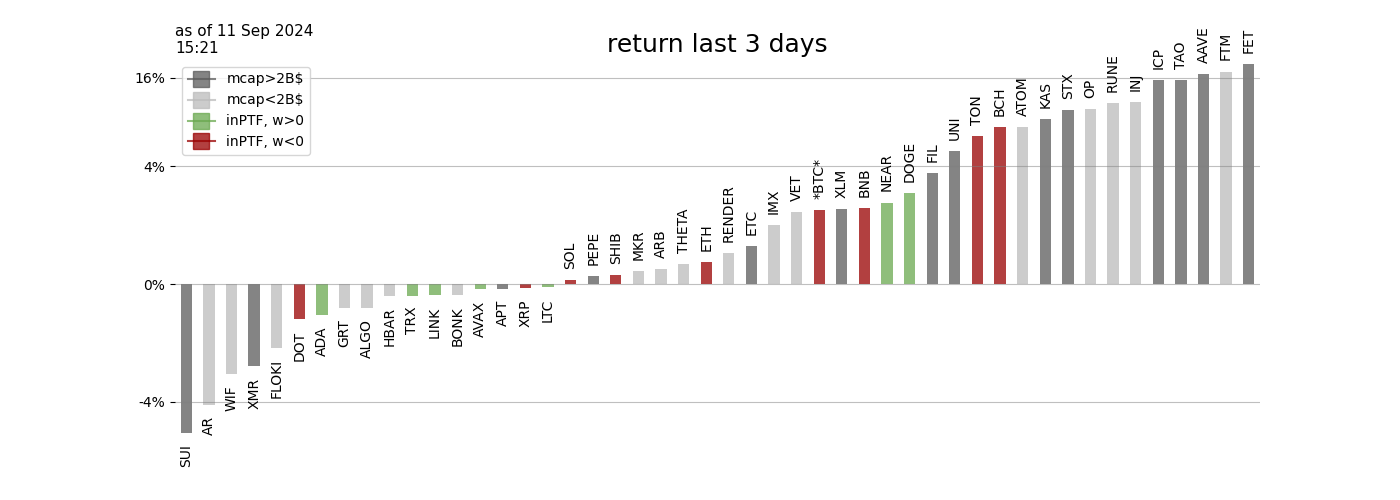 as of 11 Sep 2024
15:21
return last 3 days
mcap>2B$
mcap<2B$
inPTF, w>0
inPTF, w<0
16%
4%
0%
-4%
SUI
AR
WIF
XMR
FLOKI
DOT
ADA
GRT
ALGO
HBAR
TRX
LINK
BONK
AVAX
APT
XRP
LTC
SOL
PEPE
SHIB
MKR
ARB
THETA
ETH
RENDER
ETC
IMX
VET
*BTC*
XLM
BNB
NEAR
DOGE
FIL
UNI
TON
BCH
ATOM
KAS
STX
OP
RUNE
INJ
ICP
TAO
AAVE
FTM
FET